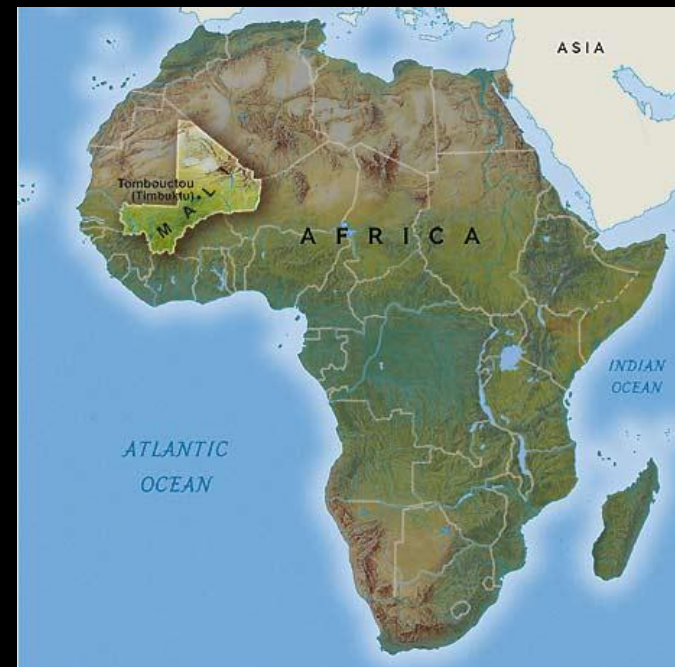 ASIA
Tombouctou
(Timbuktu)
MALI
AFRICA
INDIAN
OCEAN
ATLANTIC
OCEAN